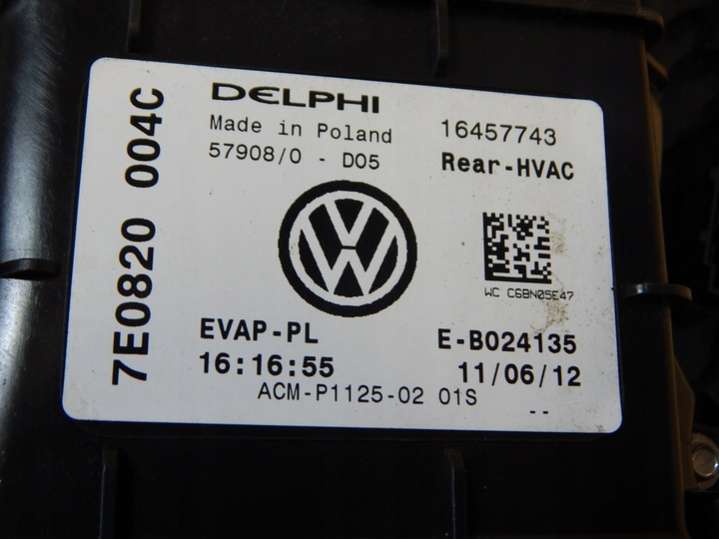 7E0820 004C
DELPHI
Made in Poland
57908/0 - D05
16457743
Rear-HVAC
WC C6BN05E47
EVAP-PL
16:16:55
E-B024135
11/06/12
ACM-P1125-02 01S
--